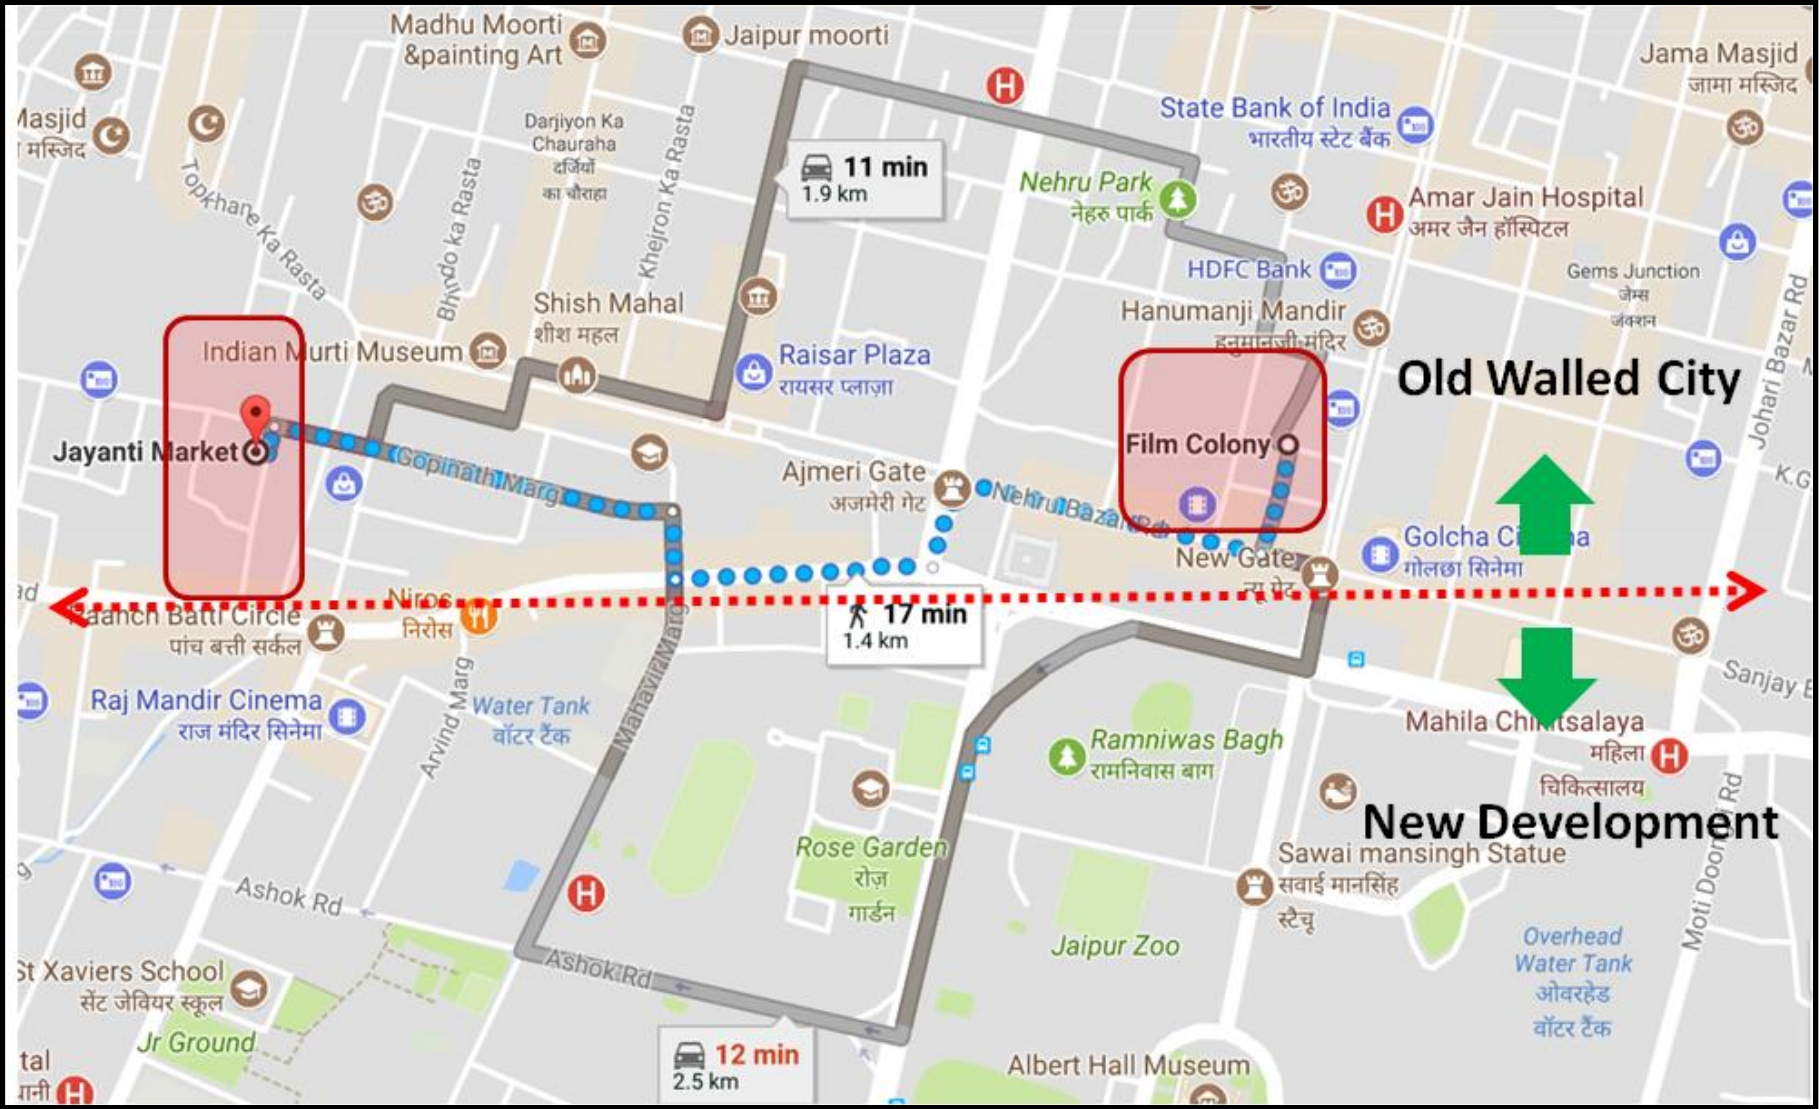 Madhu Moorti
&painting Art
Jaipur moorti
Jama Masjid
जामा मस्जिद
Masjid
मस्जिद
Darjiyon Ka
Chauraha
दर्जियों
का चौराहा
State Bank of India
भारतीय स्टेट बैंक
11 min
1.9 km
Topkhane Ka Rasta
Bhindo ka Rasta
Khejron Ka Rasta
Nehru Park
नेहरु पार्क
Amar Jain Hospital
अमर जैन हॉस्पिटल
HDFC Bank
Gems Junction
जेम्स
जंक्शन
Hanumanji Mandir
हनुमानजी मंदिर
Shish Mahal
शीश महल
Indian Murti Museum
Raisar Plaza
रायसर प्लाज़ा
Old Walled City
Johari Bazar Rd
Jayanti Market
Gopinath Marg
Ajmeri Gate
अजमेरी गेट
Nehru Bazar Rd
Film Colony
K.G
New Gate
न्यू गेट
Golcha Cinema
गोलछा सिनेमा
ad
Paanch Batti Circle
पांच बत्ती सर्कल
Niros
निरोस
17 min
1.4 km
Sanjay B
Raj Mandir Cinema
राज मंदिर सिनेमा
Arvind Marg
Water Tank
वॉटर टैंक
Mahavir Marg
Ramniwas Bagh
रामनिवास बाग
Mahila Chikitsalaya
महिला
चिकित्सालय
New Development
Moti Doongri Rd
Rose Garden
रोज़
गार्डन
Sawai mansingh Statue
सवाई मानसिंह
स्टैचू
Ashok Rd
Jaipur Zoo
Overhead
Water Tank
ओवरहेड
वॉटर टैंक
St Xaviers School
सेंट जेवियर स्कूल
Ashok Rd
Jr Ground
12 min
2.5 km
Albert Hall Museum
tal